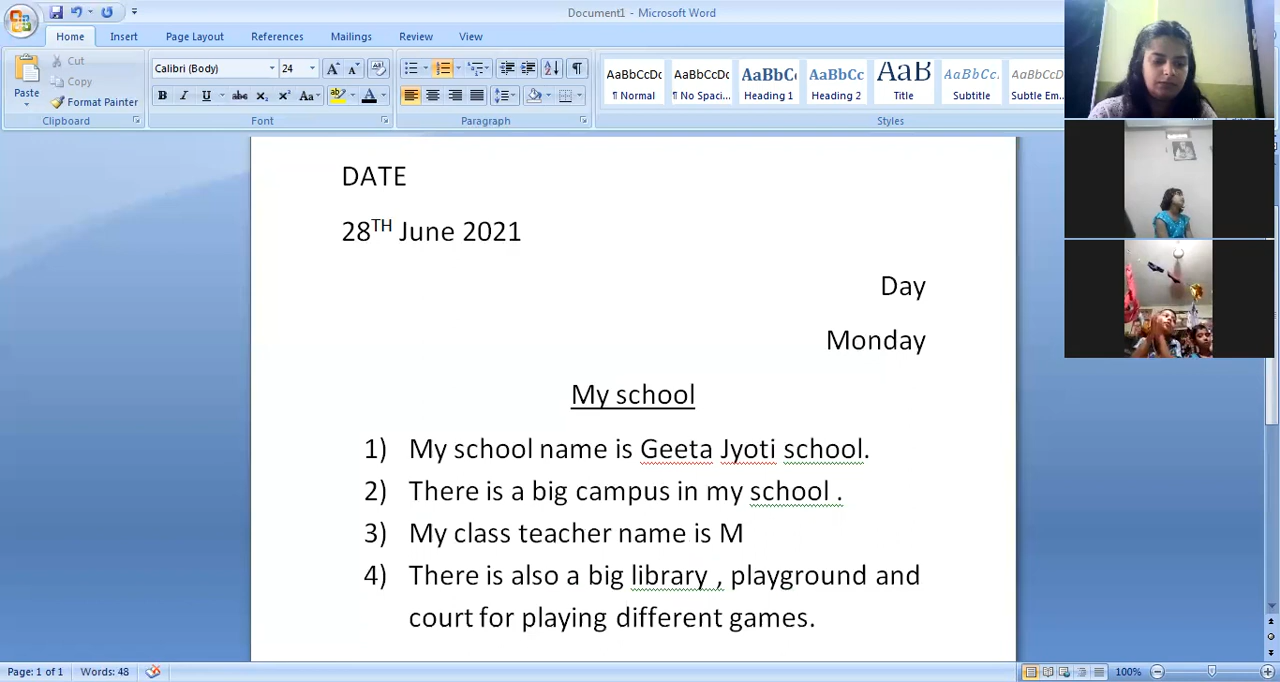 Document1 - Microsoft Word
Home Insert Page Layout References Mailings Review View
Paste
Cut
Copy
Format Painter
Clipboard
Calibri (Body) 24
Font
Paragraph
AaBbCcDc AaBbCcDc AaBbC AaBbCc AaB AaBbCc. AaBbCcDc
¶ Normal ¶ No Spaci... Heading 1 Heading 2 Title Subtitle Subtle Em...
Styles
DATE
28TH June 2021
Day
Monday
My school
1) My school name is Geeta Jyoti school.
2) There is a big campus in my school .
3) My class teacher name is M
4) There is also a big library , playground and
court for playing different games.
Page: 1 of 1 Words: 48 100%